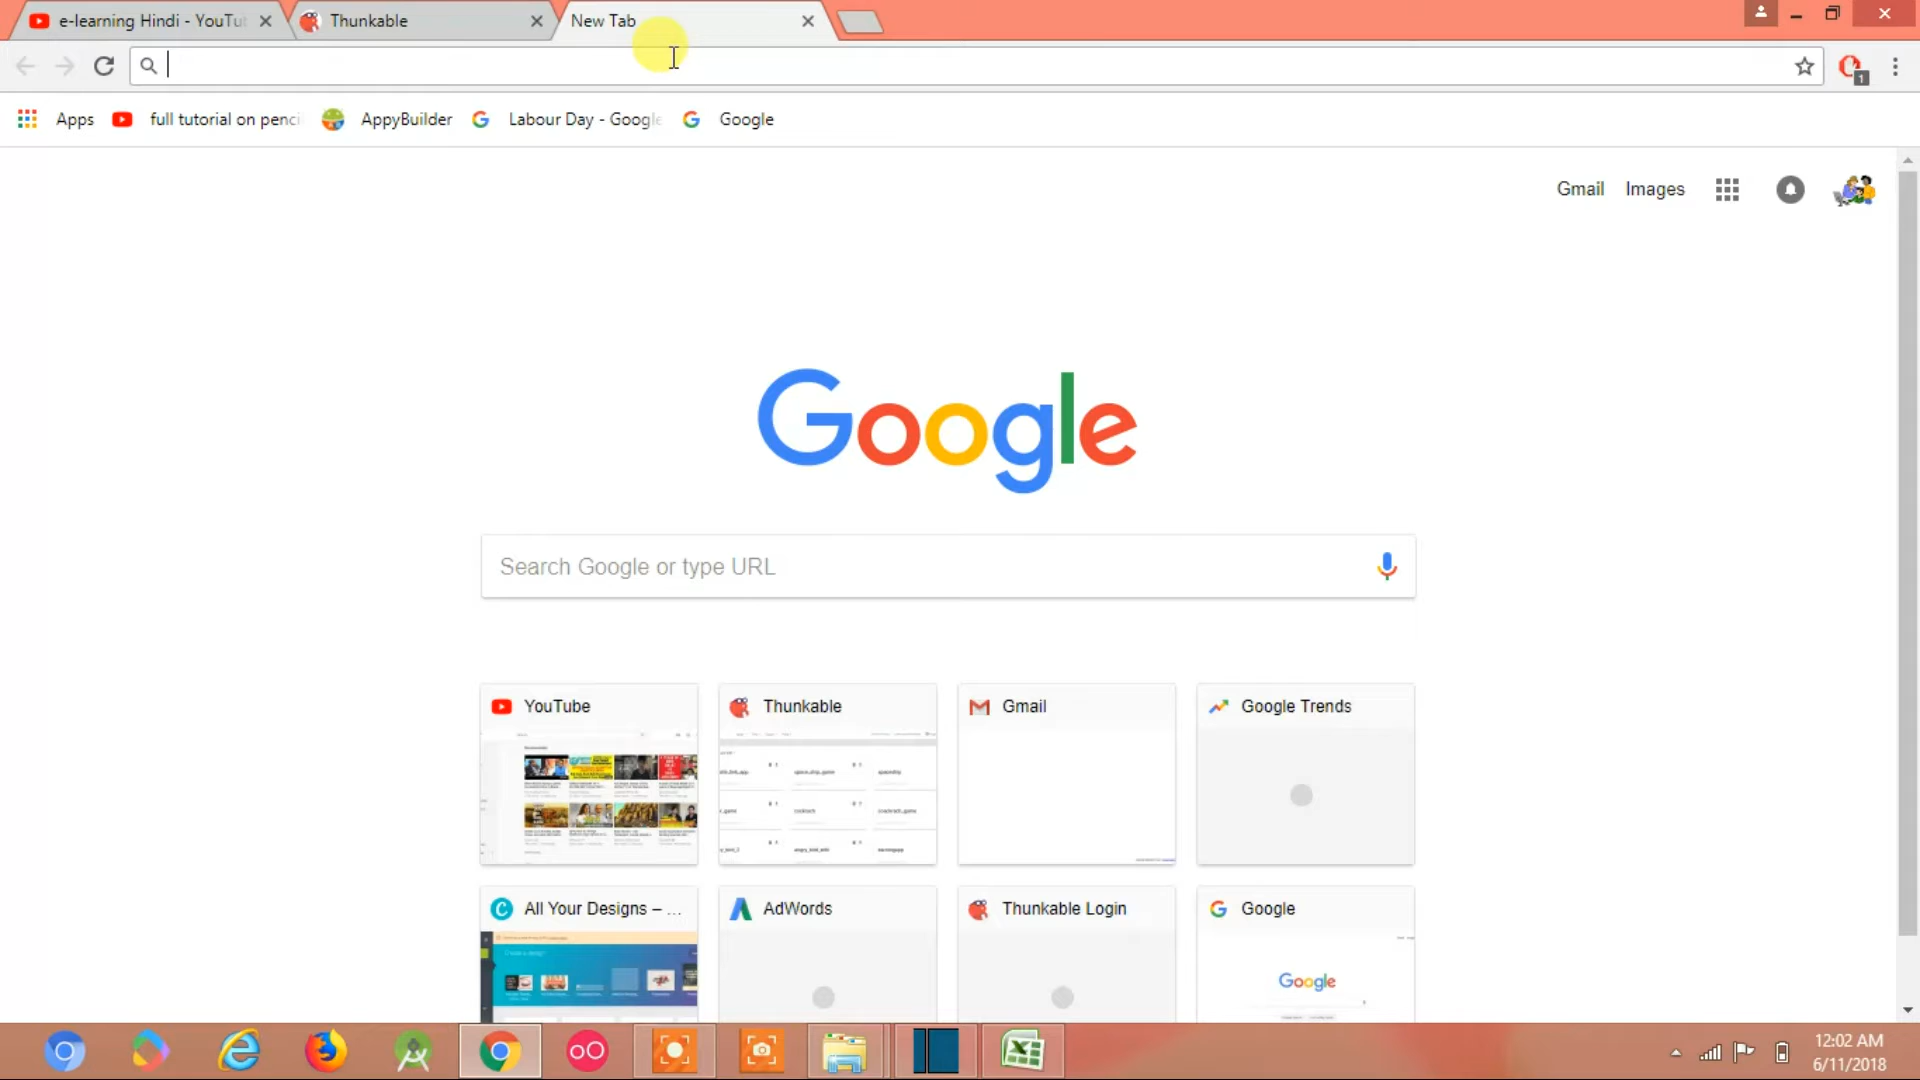 e-learning Hindi - YouTu
Thunkable
New Tab
1
Apps
full tutorial on penci
AppyBuilder
Labour Day - Google
Google
Gmail
Images
Google
Search Google or type URL
YouTube
Thunkable
Gmail
Google Trends
All Your Designs – ...
AdWords
Thunkable Login
Google
Google
12:02 AM
6/11/2018